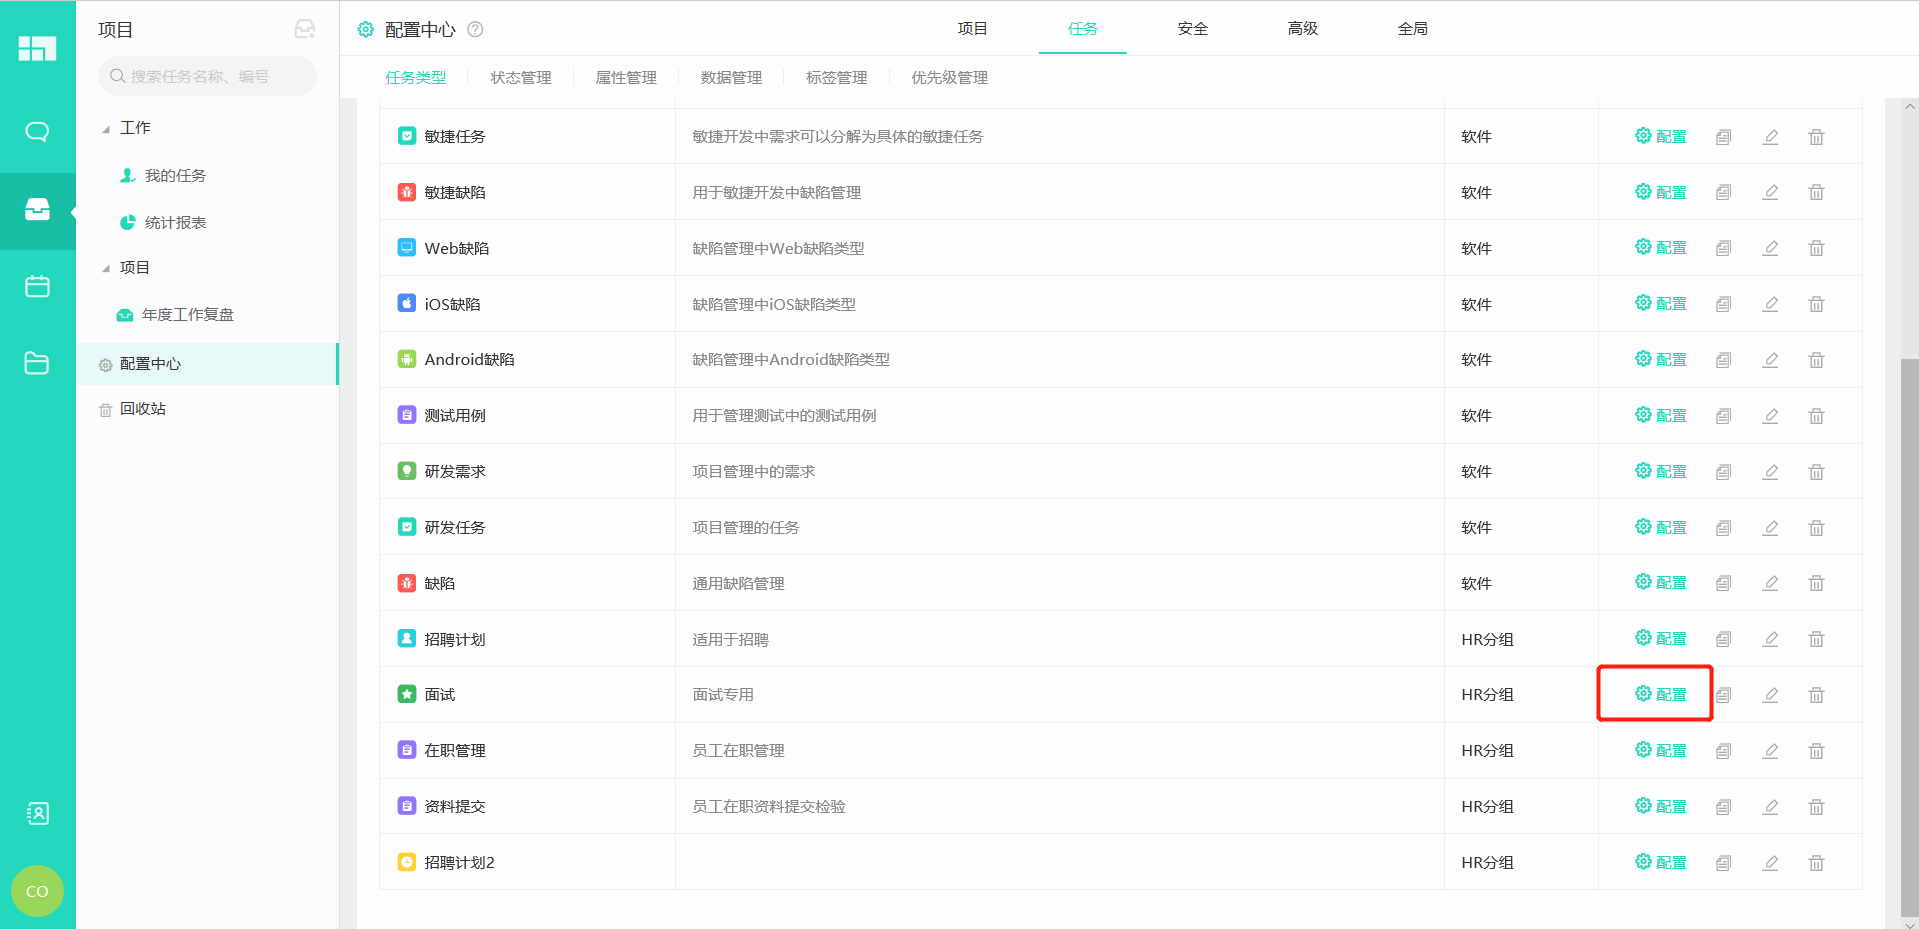 项目
搜索任务名称、编号
工作
我的任务
统计报表
项目
年度工作复盘
配置中心
回收站
CO
配置中心
项目 任务 安全 高级 全局
任务类型 状态管理 属性管理 数据管理 标签管理 优先级管理
敏捷任务 敏捷开发中需求可以分解为具体的敏捷任务 软件 配置
敏捷缺陷 用于敏捷开发中缺陷管理 软件 配置
Web缺陷 缺陷管理中Web缺陷类型 软件 配置
iOS缺陷 缺陷管理中iOS缺陷类型 软件 配置
Android缺陷 缺陷管理中Android缺陷类型 软件 配置
测试用例 用于管理测试中的测试用例 软件 配置
研发需求 项目管理中的需求 软件 配置
研发任务 项目管理的任务 软件 配置
缺陷 通用缺陷管理 软件 配置
招聘计划 适用于招聘 HR分组 配置
面试 面试专用 HR分组 配置
在职管理 员工在职管理 HR分组 配置
资料提交 员工在职资料提交检验 HR分组 配置
招聘计划2 HR分组 配置